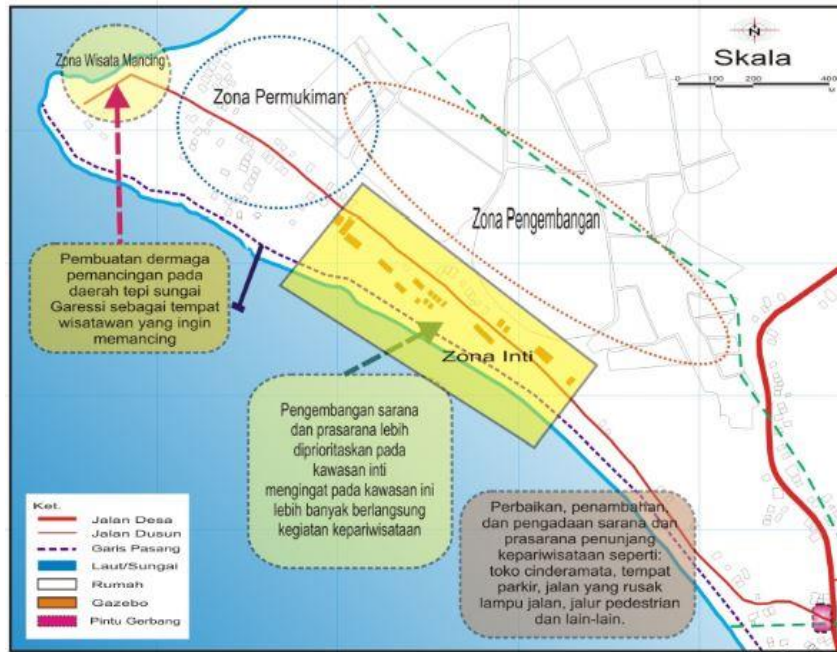 Skala
0 100 200 400
M
Zona Wisata Mancing
Zona Permukiman
Zona Pengembangan
Pembuatan dermaga
pemancingan pada
daerah tepi sungai
Garessi sebagai tempat
wisatawan yang ingin
memancing
Zona Inti
Pengembangan sarana
dan prasarana lebih
diprioritaskan pada
kawasan inti
mengingat pada kawasan ini
lebih banyak berlangsung
kegiatan kepariwisataan
Perbaikan, penambahan,
dan pengadaan sarana dan
prasarana penunjang
kepariwisataan seperti:
toko cinderamata, tempat
parkir, jalan yang rusak
lampu jalan, jalur pedestrian
dan lain-lain.
Ket.
Jalan Desa
Jalan Dusun
Garis Pasang
Laut/Sungai
Rumah
Gazebo
Pintu Gerbang